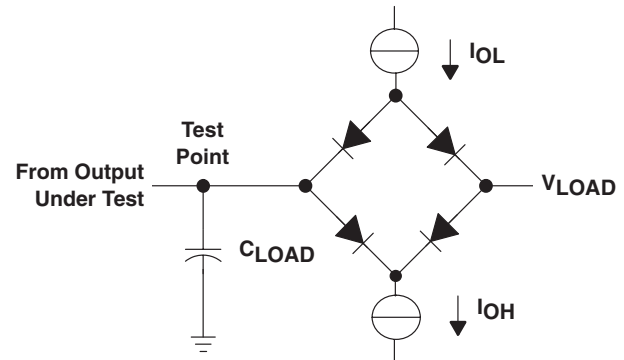 IOL
Test
Point
From Output
Under Test
VLOAD
CLOAD
IOH